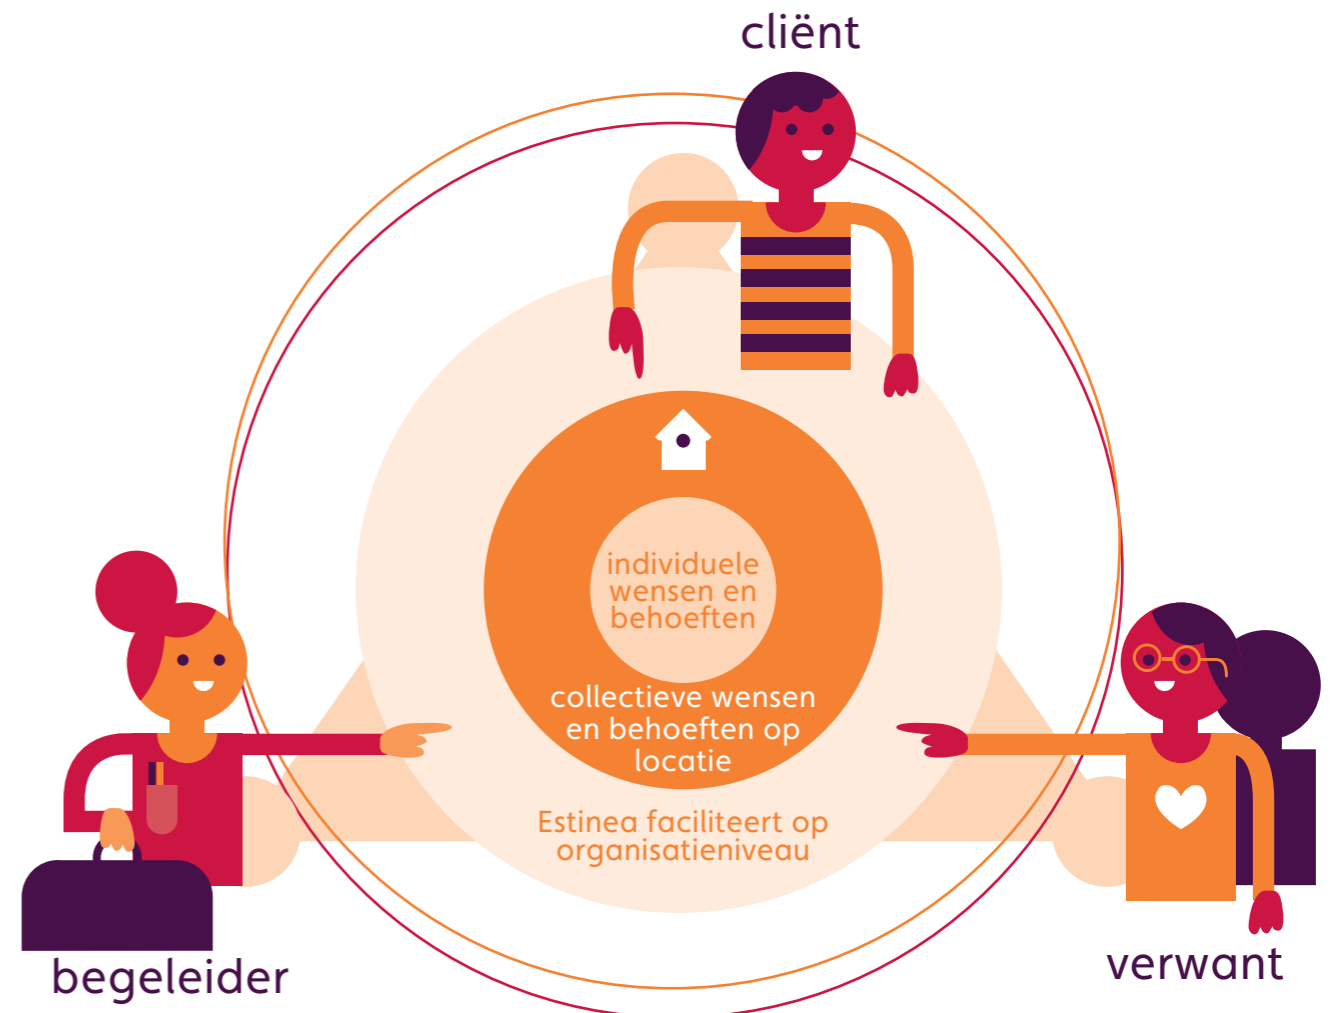 cliënt
individuele
wensen en
behoeften
collectieve wensen
en behoeften op
locatie
Estinea faciliteert op
organisatieniveau
begeleider
verwant